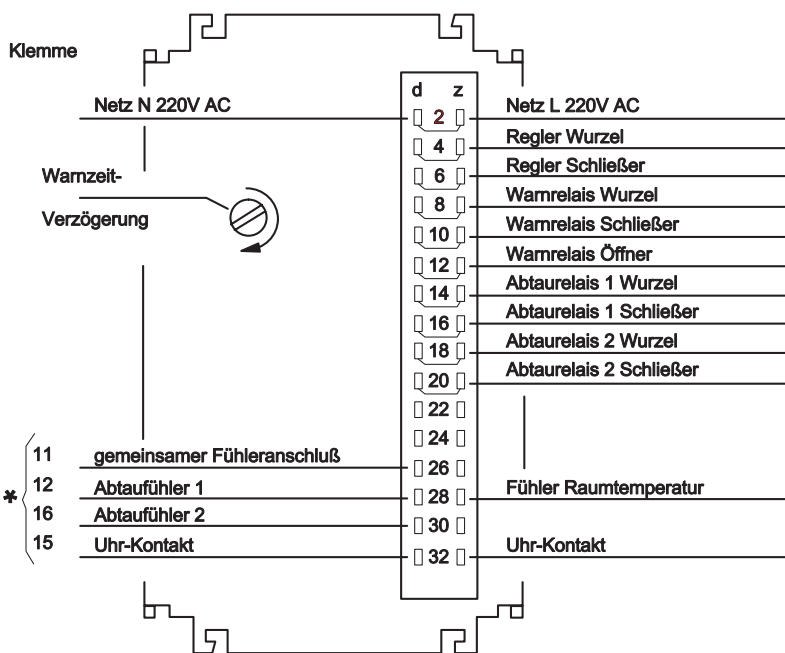 Klemme
d z
Netz N 220V AC 2 Netz L 220V AC
4 Regler Wurzel
6 Regler Schließer
Warnzeit-
Verzögerung
8 Warnrelais Wurzel
10 Warnrelais Schließer
12 Warnrelais Öffner
14 Abtaurelais 1 Wurzel
16 Abtaurelais 1 Schließer
18 Abtaurelais 2 Wurzel
20 Abtaurelais 2 Schließer
22
24
* 11 gemeinsamer Fühleranschluß 26
12 Abtaufühler 1 28 Fühler Raumtemperatur
16 Abtaufühler 2 30
15 Uhr-Kontakt 32 Uhr-Kontakt